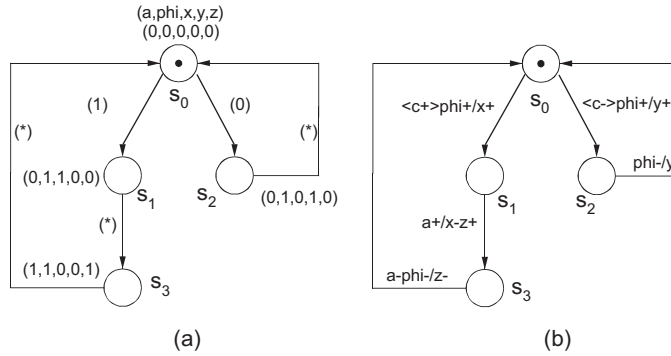 (a,phi,x,y,z)
(0,0,0,0,0)
s0
(1)
(0)
(*)
(*)
(0,1,1,0,0)
s1
s2
(0,1,0,1,0)
(*)
(1,1,0,0,1)
s3
(a)
s0
<c+>phi+/x+
<c->phi+/y+
phi-/y
s1
s2
a+/x-z+
a-phi-/z-
s3
(b)